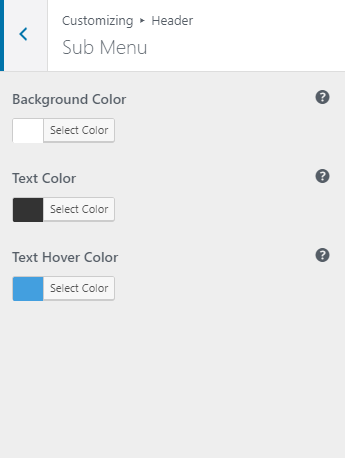 Customizing ▸ Header
Sub Menu
Background Color
Select Color
Text Color
Select Color
Text Hover Color
Select Color